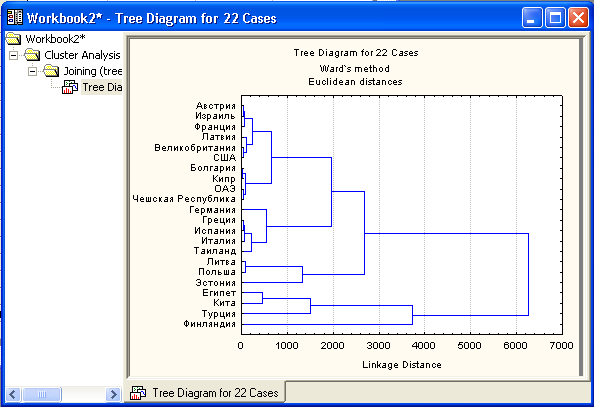 Workbook2* - Tree Diagram for 22 Cases
Workbook2*
Cluster Analysis
Joining (tree
Tree Dia
Tree Diagram for 22 Cases
Ward`s method
Euclidean distances
Австрия
Израиль
Франция
Латвия
Великобритания
США
Болгария
Кипр
ОАЭ
Чешская Республика
Германия
Греция
Испания
Италия
Таиланд
Литва
Польша
Эстония
Египет
Кита
Турция
Финляндия
0 1000 2000 3000 4000 5000 6000 7000
Linkage Distance
Tree Diagram for 22 Cases